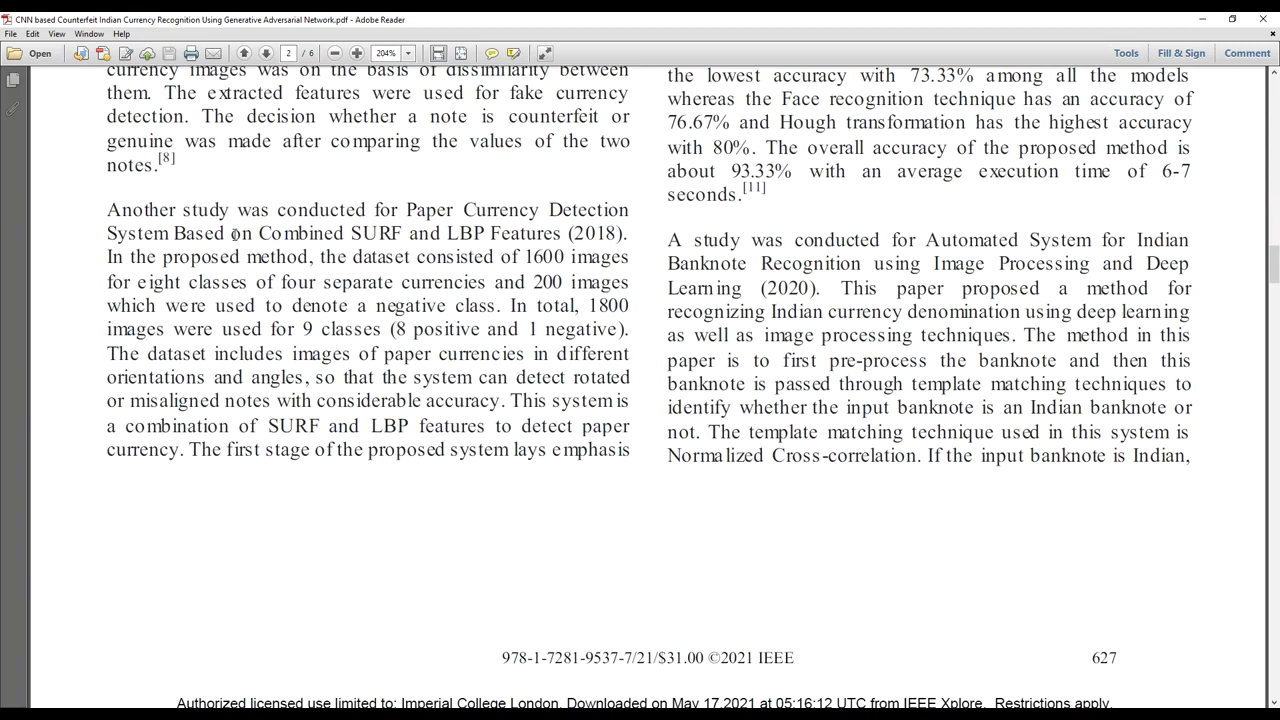 CNN based Counterfeit Indian Currency Recognition Using Generative Adversarial Network.pdf - Adobe Reader
File Edit View Window Help
Open 2 / 6 204% Tools Fill & Sign Comment
currency images was on the basis of dissimilarity between
them. The extracted features were used for fake currency
detection. The decision whether a note is counterfeit or
genuine was made after comparing the values of the two
notes.[8]
Another study was conducted for Paper Currency Detection
System Based on Combined SURF and LBP Features (2018).
In the proposed method, the dataset consisted of 1600 images
for eight classes of four separate currencies and 200 images
which were used to denote a negative class. In total, 1800
images were used for 9 classes (8 positive and 1 negative).
The dataset includes images of paper currencies in different
orientations and angles, so that the system can detect rotated
or misaligned notes with considerable accuracy. This system is
a combination of SURF and LBP features to detect paper
currency. The first stage of the proposed system lays emphasis
the lowest accuracy with 73.33% among all the models
whereas the Face recognition technique has an accuracy of
76.67% and Hough transformation has the highest accuracy
with 80%. The overall accuracy of the proposed method is
about 93.33% with an average execution time of 6-7
seconds.[11]
A study was conducted for Automated System for Indian
Banknote Recognition using Image Processing and Deep
Learning (2020). This paper proposed a method for
recognizing Indian currency denomination using deep learning
as well as image processing techniques. The method in this
paper is to first pre-process the banknote and then this
banknote is passed through template matching techniques to
identify whether the input banknote is an Indian banknote or
not. The template matching technique used in this system is
Normalized Cross-correlation. If the input banknote is Indian,
978-1-7281-9537-7/21/$31.00 ©2021 IEEE 627
Authorized licensed use limited to: Imperial College London. Downloaded on May 17,2021 at 05:16:12 UTC from IEEE Xplore. Restrictions apply.